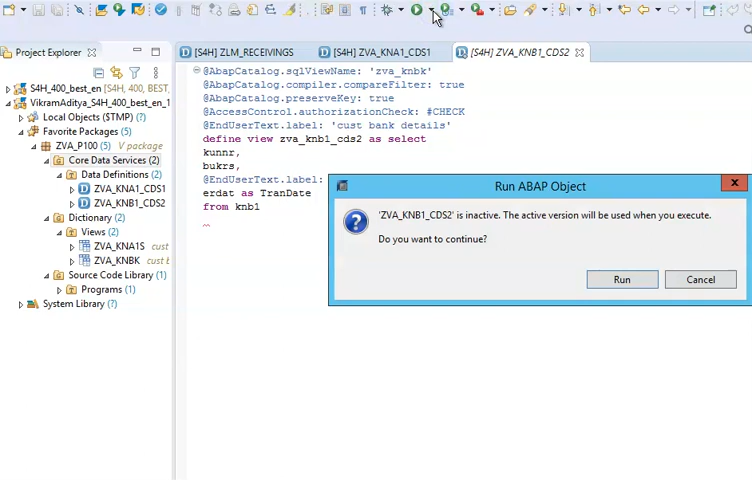 Project Explorer
[S4H] ZLM_RECEIVINGS
[S4H] ZVA_KNA1_CDS1
[S4H] ZVA_KNB1_CDS2
S4H_400_best_en [S4H, 400, BEST,
VikramAditya_S4H_400_best_en_1
Local Objects ($TMP) (?)
Favorite Packages (5)
ZVA_P100 (5) V package
Core Data Services (2)
Data Definitions (2)
ZVA_KNA1_CDS1
ZVA_KNB1_CDS2
Dictionary (2)
Views (2)
ZVA_KNA1S cust
ZVA_KNBK cust b
Source Code Library (1)
Programs (1)
System Library (?)
@AbapCatalog.sqlViewName: 'zva_knbk'
@AbapCatalog.compiler.compareFilter: true
@AbapCatalog.preserveKey: true
@AccessControl.authorizationCheck: #CHECK
@EndUserText.label: 'cust bank details'
define view zva_knb1_cds2 as select
kunnr,
bukrs,
@EndUserText.label:
erdat as TranDate
from knb1
Run ABAP Object
'ZVA_KNB1_CDS2' is inactive. The active version will be used when you execute.
Do you want to continue?
Run
Cancel